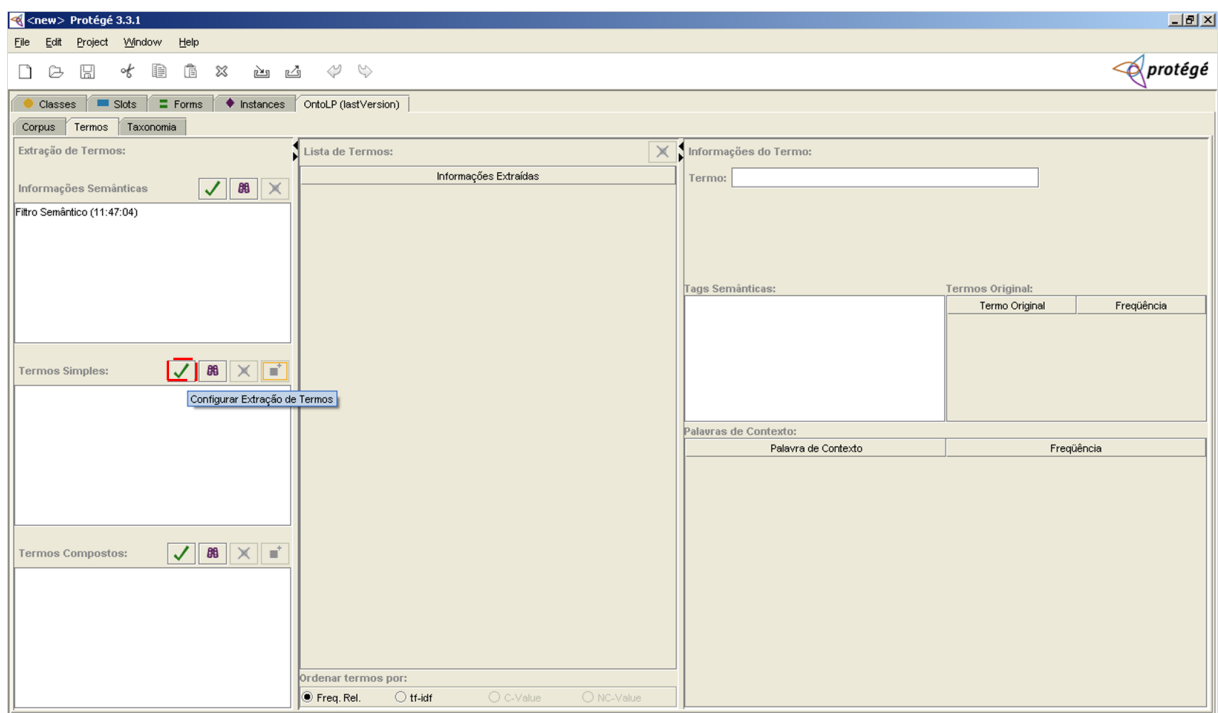 <new> Protégé 3.3.1
File Edit Project Window Help
protégé
Classes Slots Forms Instances OntoLP (lastVersion)
Corpus Termos Taxonomia
Extração de Termos:
Informações Semânticas
Filtro Semântico (11:47:04)
Termos Simples:
Configurar Extração de Termos
Termos Compostos:
Lista de Termos:
Informações Extraídas
Ordenar termos por:
Freq. Rel. tf-idf C-Value NC-Value
Informações do Termo:
Termo:
Tags Semânticas:
Termos Original:
Termo Original Freqüência
Palavras de Contexto:
Palavra de Contexto Freqüência